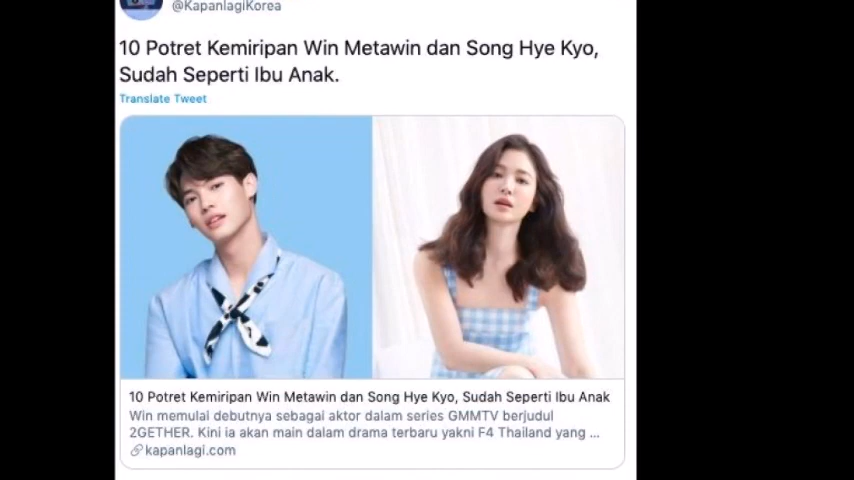 @KapanlagiKorea
10 Potret Kemiripan Win Metawin dan Song Hye Kyo,
Sudah Seperti Ibu Anak.
Translate Tweet
10 Potret Kemiripan Win Metawin dan Song Hye Kyo, Sudah Seperti Ibu Anak
Win memulai debutnya sebagai aktor dalam series GMMTV berjudul
2GETHER. Kini ia akan main dalam drama terbaru yakni F4 Thailand yang ...
kapanlagi.com